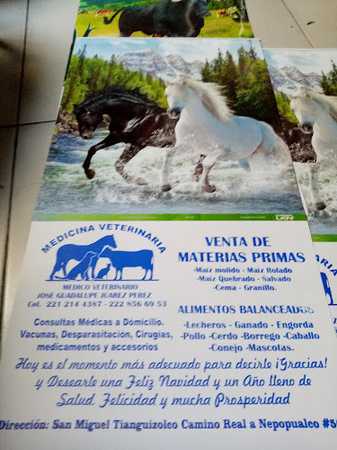 MEDICINA VETERINARIA
MEDICO VETERINARIO
JOSÉ GUADALUPE JUAREZ PEREZ
Cel. 221 214 4367 - 222 856 69 53
Consultas Médicas a Domicilio.
Vacunas, Desparasitación, Cirugías,
medicamentos y accesorios
VENTA DE
MATERIAS PRIMAS
-Maíz molido -Maíz Rolado
-Maíz Quebrado - Salvado
-Cema - Granillo.
ALIMENTOS BALANCEADOS
-Lecheros - Ganado - Engorda
-Pollo -Cerdo -Borrego -Caballo
-Conejo -Mascotas.
Hoy es el momento más adecuado para decirle ¡Gracias!
y Desearle una Feliz Navidad y un Año lleno de
Salud, Felicidad y mucha Prosperidad
Dirección: San Miguel Tianguizolco Camino Real a Nepopualco